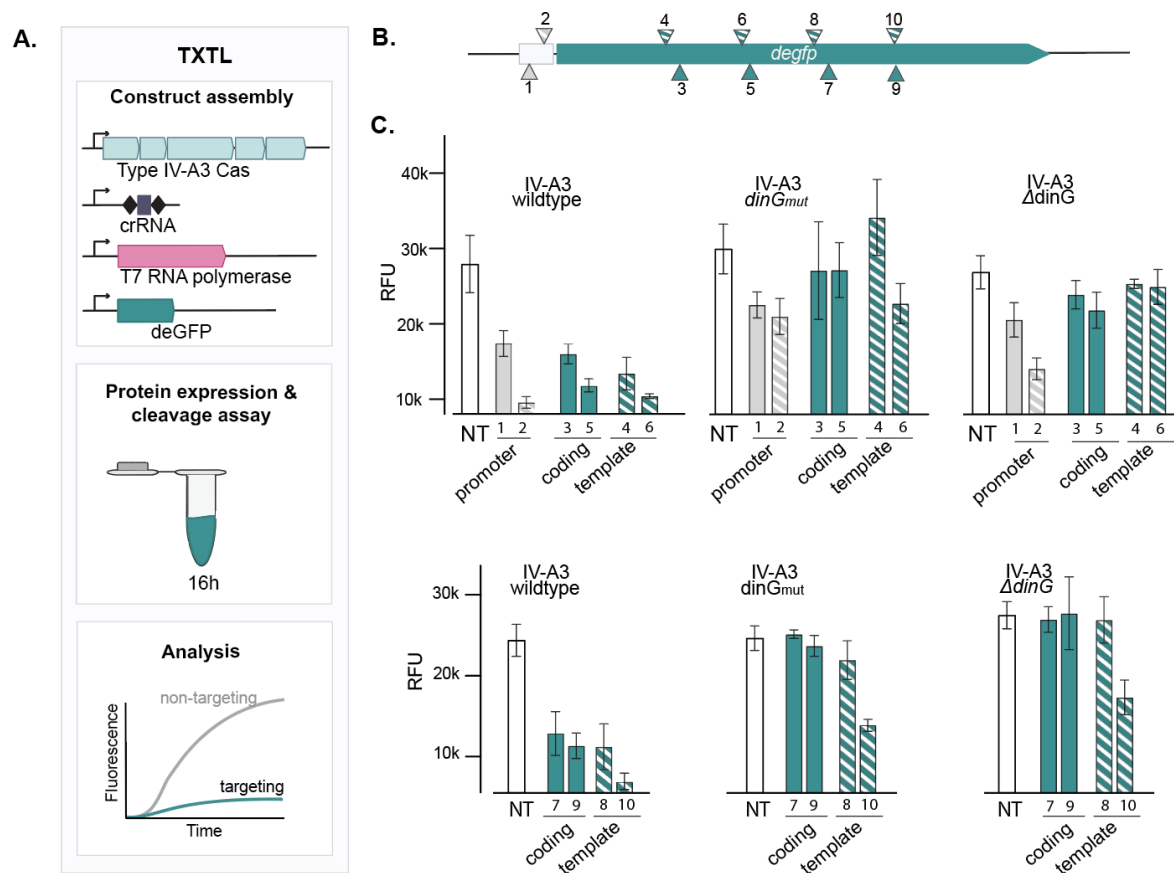 A.
TXTL
Construct assembly
Type IV-A3 Cas
crRNA
T7 RNA polymerase
deGFP
Protein expression &
cleavage assay
16h
Analysis
non-targeting
targeting
Fluorescence
Time
B.
2 4 6 8 10
degfp
1 3 5 7 9
C.
40k
30k
20k
10k
RFU
IV-A3
wildtype
NT 1 2 3 5 4 6
promoter coding template
IV-A3
dinGmut
NT 1 2 3 5 4 6
promoter coding template
IV-A3
ΔdinG
NT 1 2 3 5 4 6
promoter coding template
30k
20k
10k
RFU
IV-A3
wildtype
NT 7 9 8 10
coding template
IV-A3
dinGmut
NT 7 9 8 10
coding template
IV-A3
ΔdinG
NT 7 9 8 10
coding template